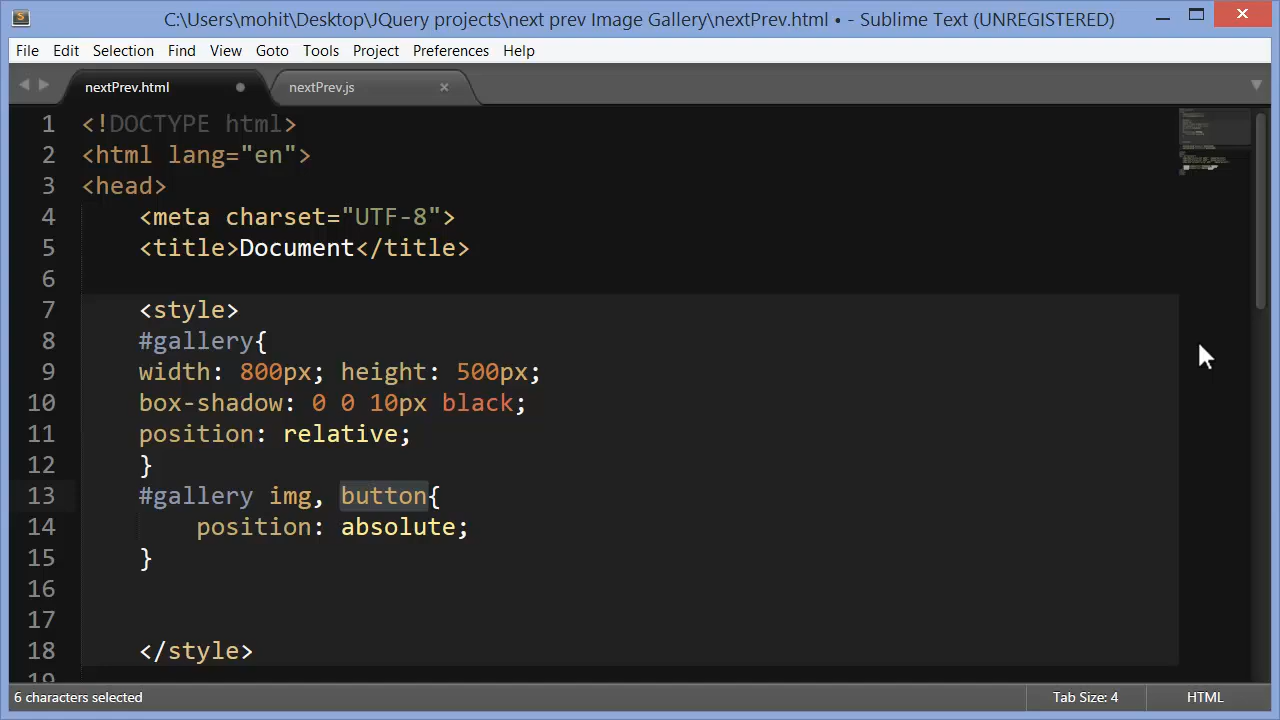 C:\Users\mohit\Desktop\JQuery projects\next prev Image Gallery\nextPrev.html • - Sublime Text (UNREGISTERED)
File Edit Selection Find View Goto Tools Project Preferences Help
nextPrev.html nextPrev.js
1 <!DOCTYPE html>
2 <html lang="en">
3 <head>
4 <meta charset="UTF-8">
5 <title>Document</title>
6
7 <style>
8 #gallery{
9 width: 800px; height: 500px;
10 box-shadow: 0 0 10px black;
11 position: relative;
12 }
13 #gallery img, button{
14 position: absolute;
15 }
16
17
18 </style>
19
6 characters selected Tab Size: 4 HTML